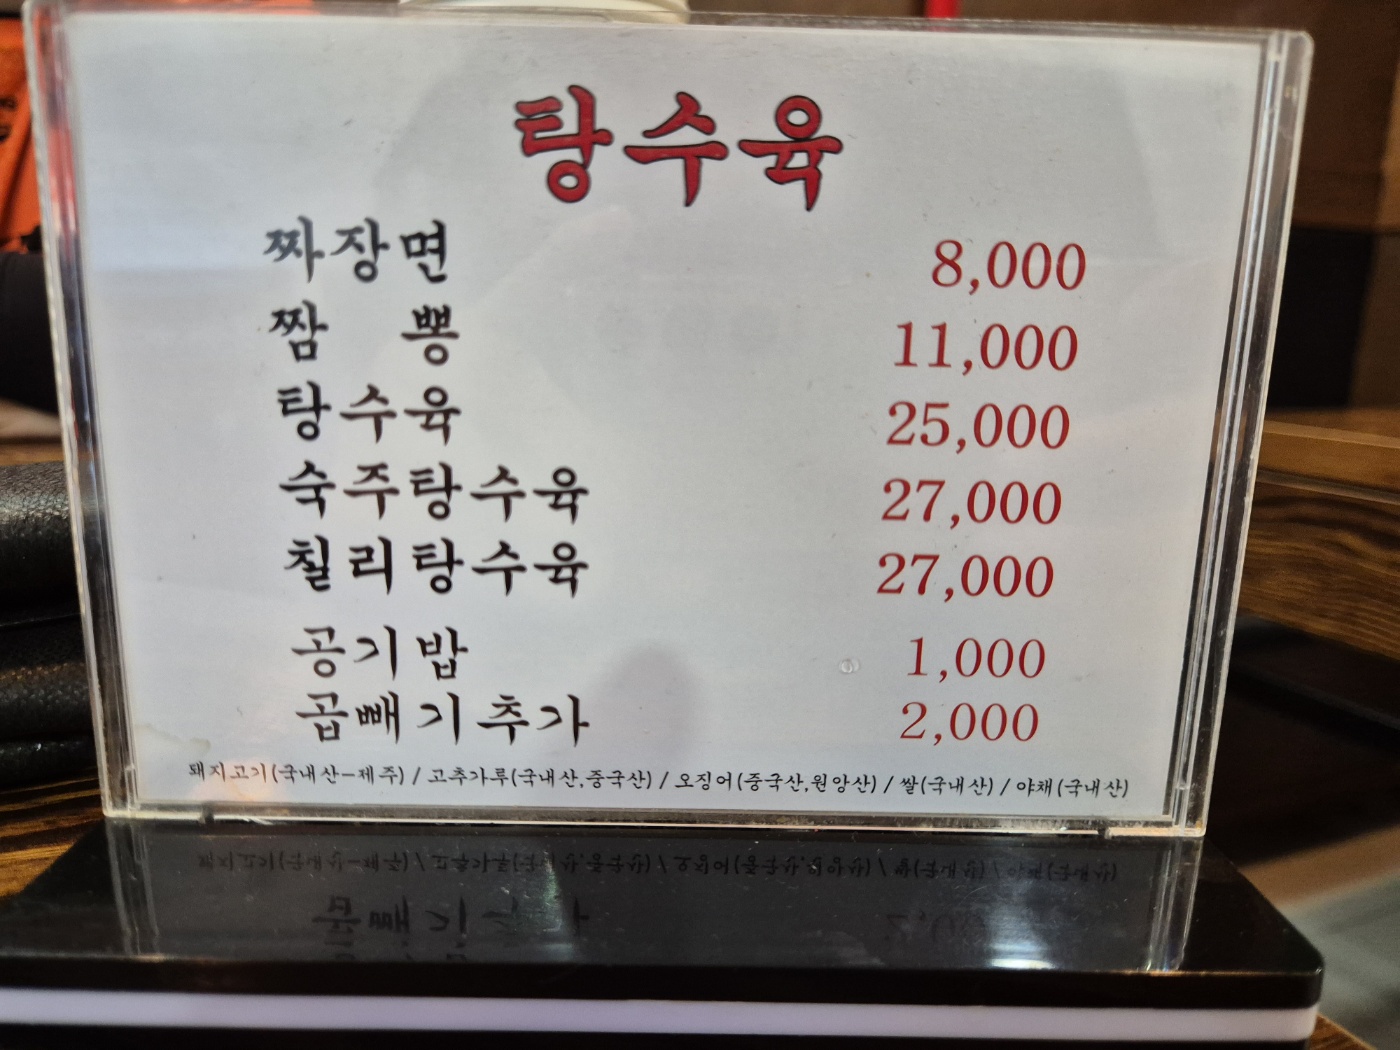 탕수육
짜장면 8,000
짬 뽕 11,000
탕수육 25,000
숙주탕수육 27,000
칠리탕수육 27,000
공기밥 1,000
곱빼기추가 2,000
돼지고기(국내산-제주) / 고추가루(국내산,중국산) / 오징어(중국산,원양산) / 쌀(국내산) / 야채(국내산)